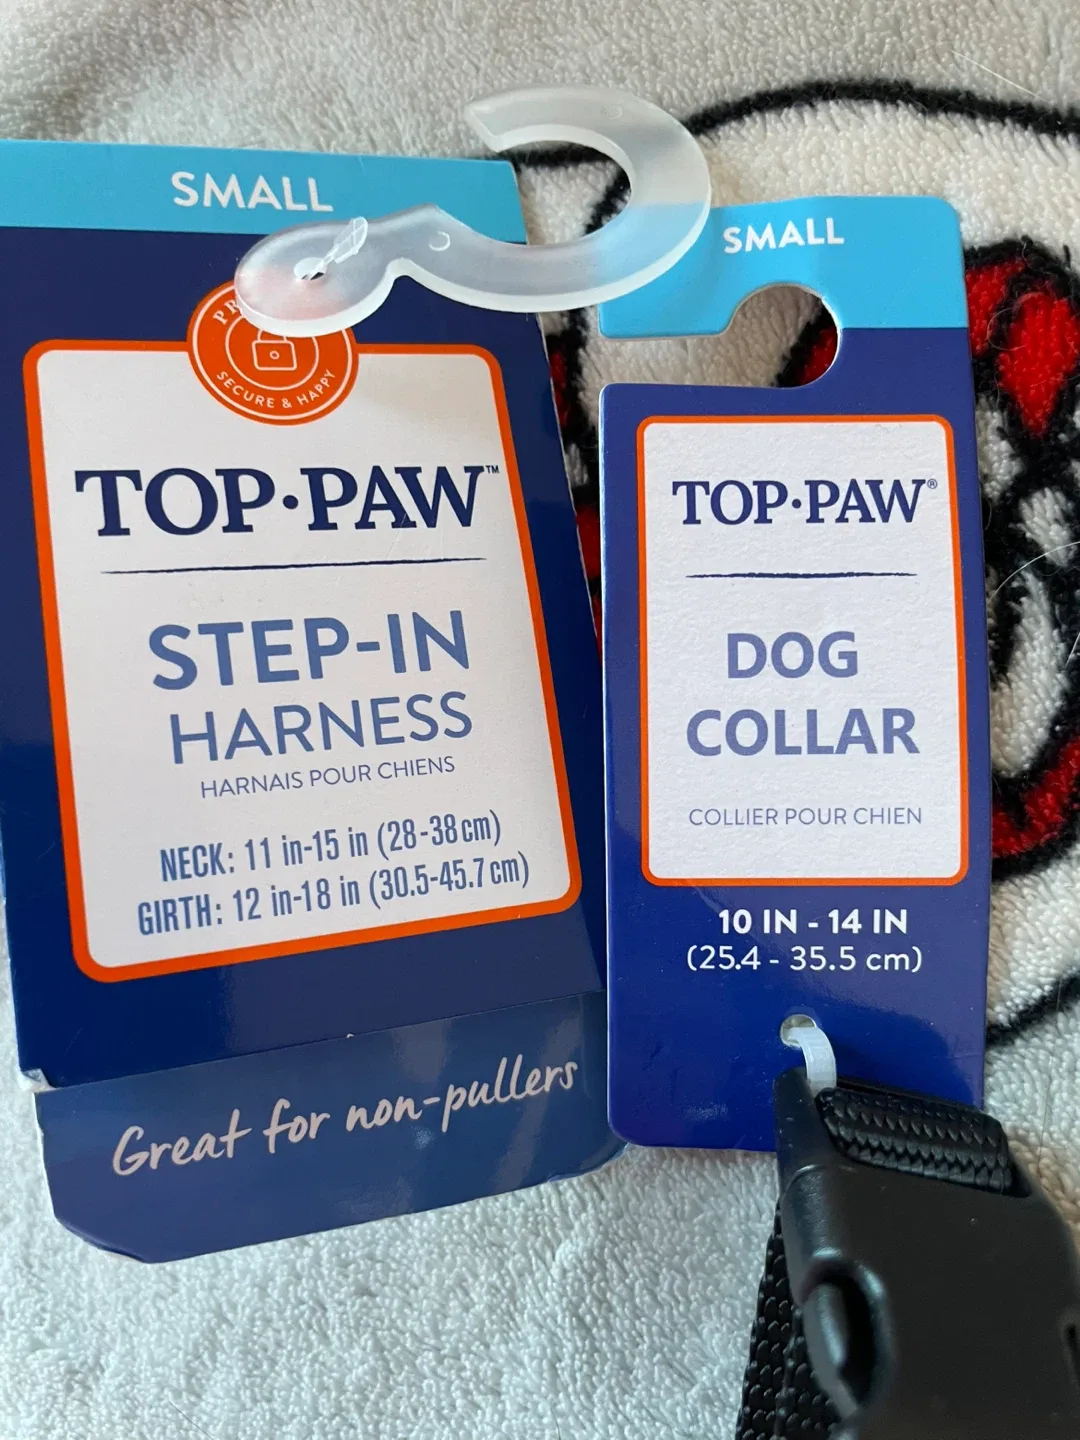 SMALL
SECURE & HAPPY
TOP•PAW™
STEP-IN
HARNESS
HARNAIS POUR CHIENS
NECK: 11 in-15 in (28-38 cm)
GIRTH: 12 in-18 in (30.5-45.7 cm)
Great for non-pullers
SMALL
TOP•PAW®
DOG
COLLAR
COLLIER POUR CHIEN
10 IN - 14 IN
(25.4 - 35.5 cm)